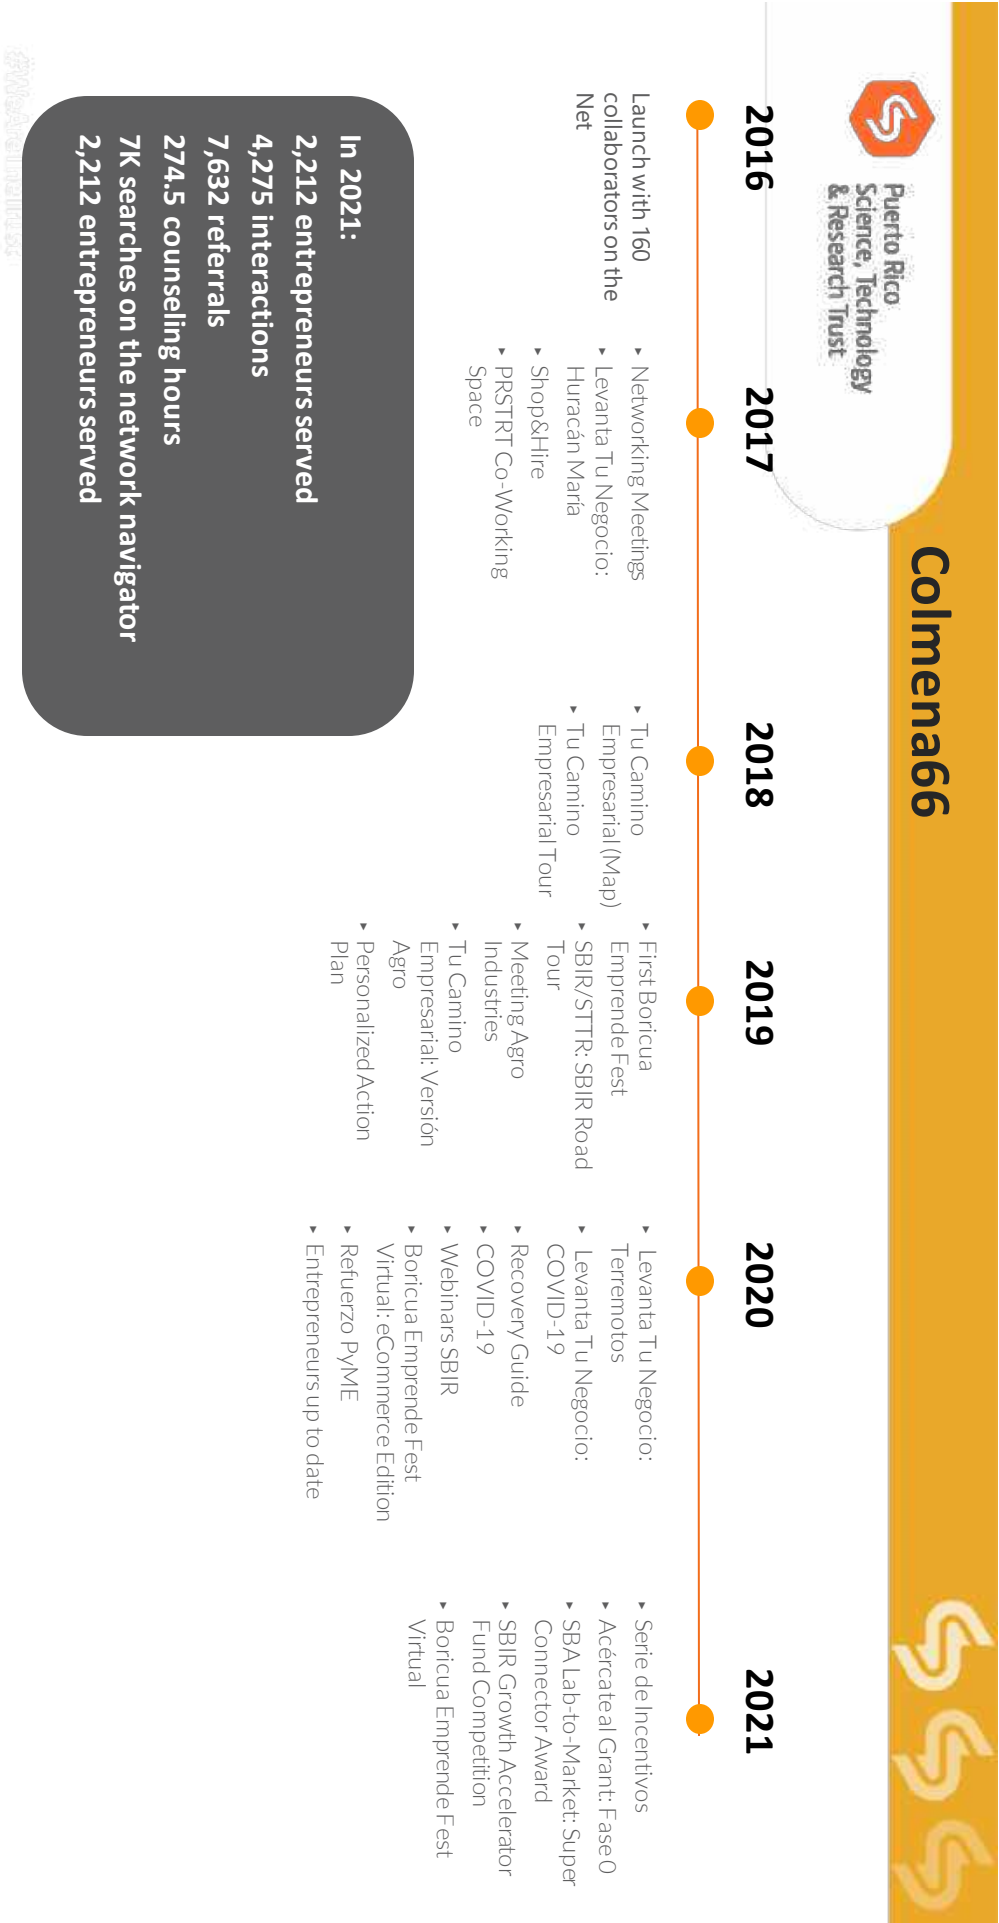 Puerto Rico
Science, Technology
& Research Trust
Colmena66
2016
Launch with 160
collaborators on the
Net
2017
Networking Meetings
Levanta Tu Negocio:
Huracán María
Shop&Hire
PRSTRT Co-Working
Space
2018
Tu Camino
Empresarial (Map)
Tu Camino
Empresarial Tour
2019
First Boricua
Emprende Fest
SBIR/STTR: SBIR Road
Tour
Meeting Agro
Industries
Tu Camino
Empresarial: Versión
Agro
Personalized Action
Plan
2020
Levanta Tu Negocio:
Terremotos
Levanta Tu Negocio:
COVID-19
Recovery Guide
COVID-19
Webinars SBIR
Boricua Emprende Fest
Virtual: eCommerce Edition
Refuerzo PyME
Entrepreneurs up to date
2021
Serie de Incentivos
Acércate al Grant: Fase 0
SBA Lab-to-Market: Super
Connector Award
SBIR Growth Accelerator
Fund Competition
Boricua Emprende Fest
Virtual
In 2021:
2,212 entrepreneurs served
4,275 interactions
7,632 referrals
274.5 counseling hours
7K searches on the network navigator
2,212 entrepreneurs served